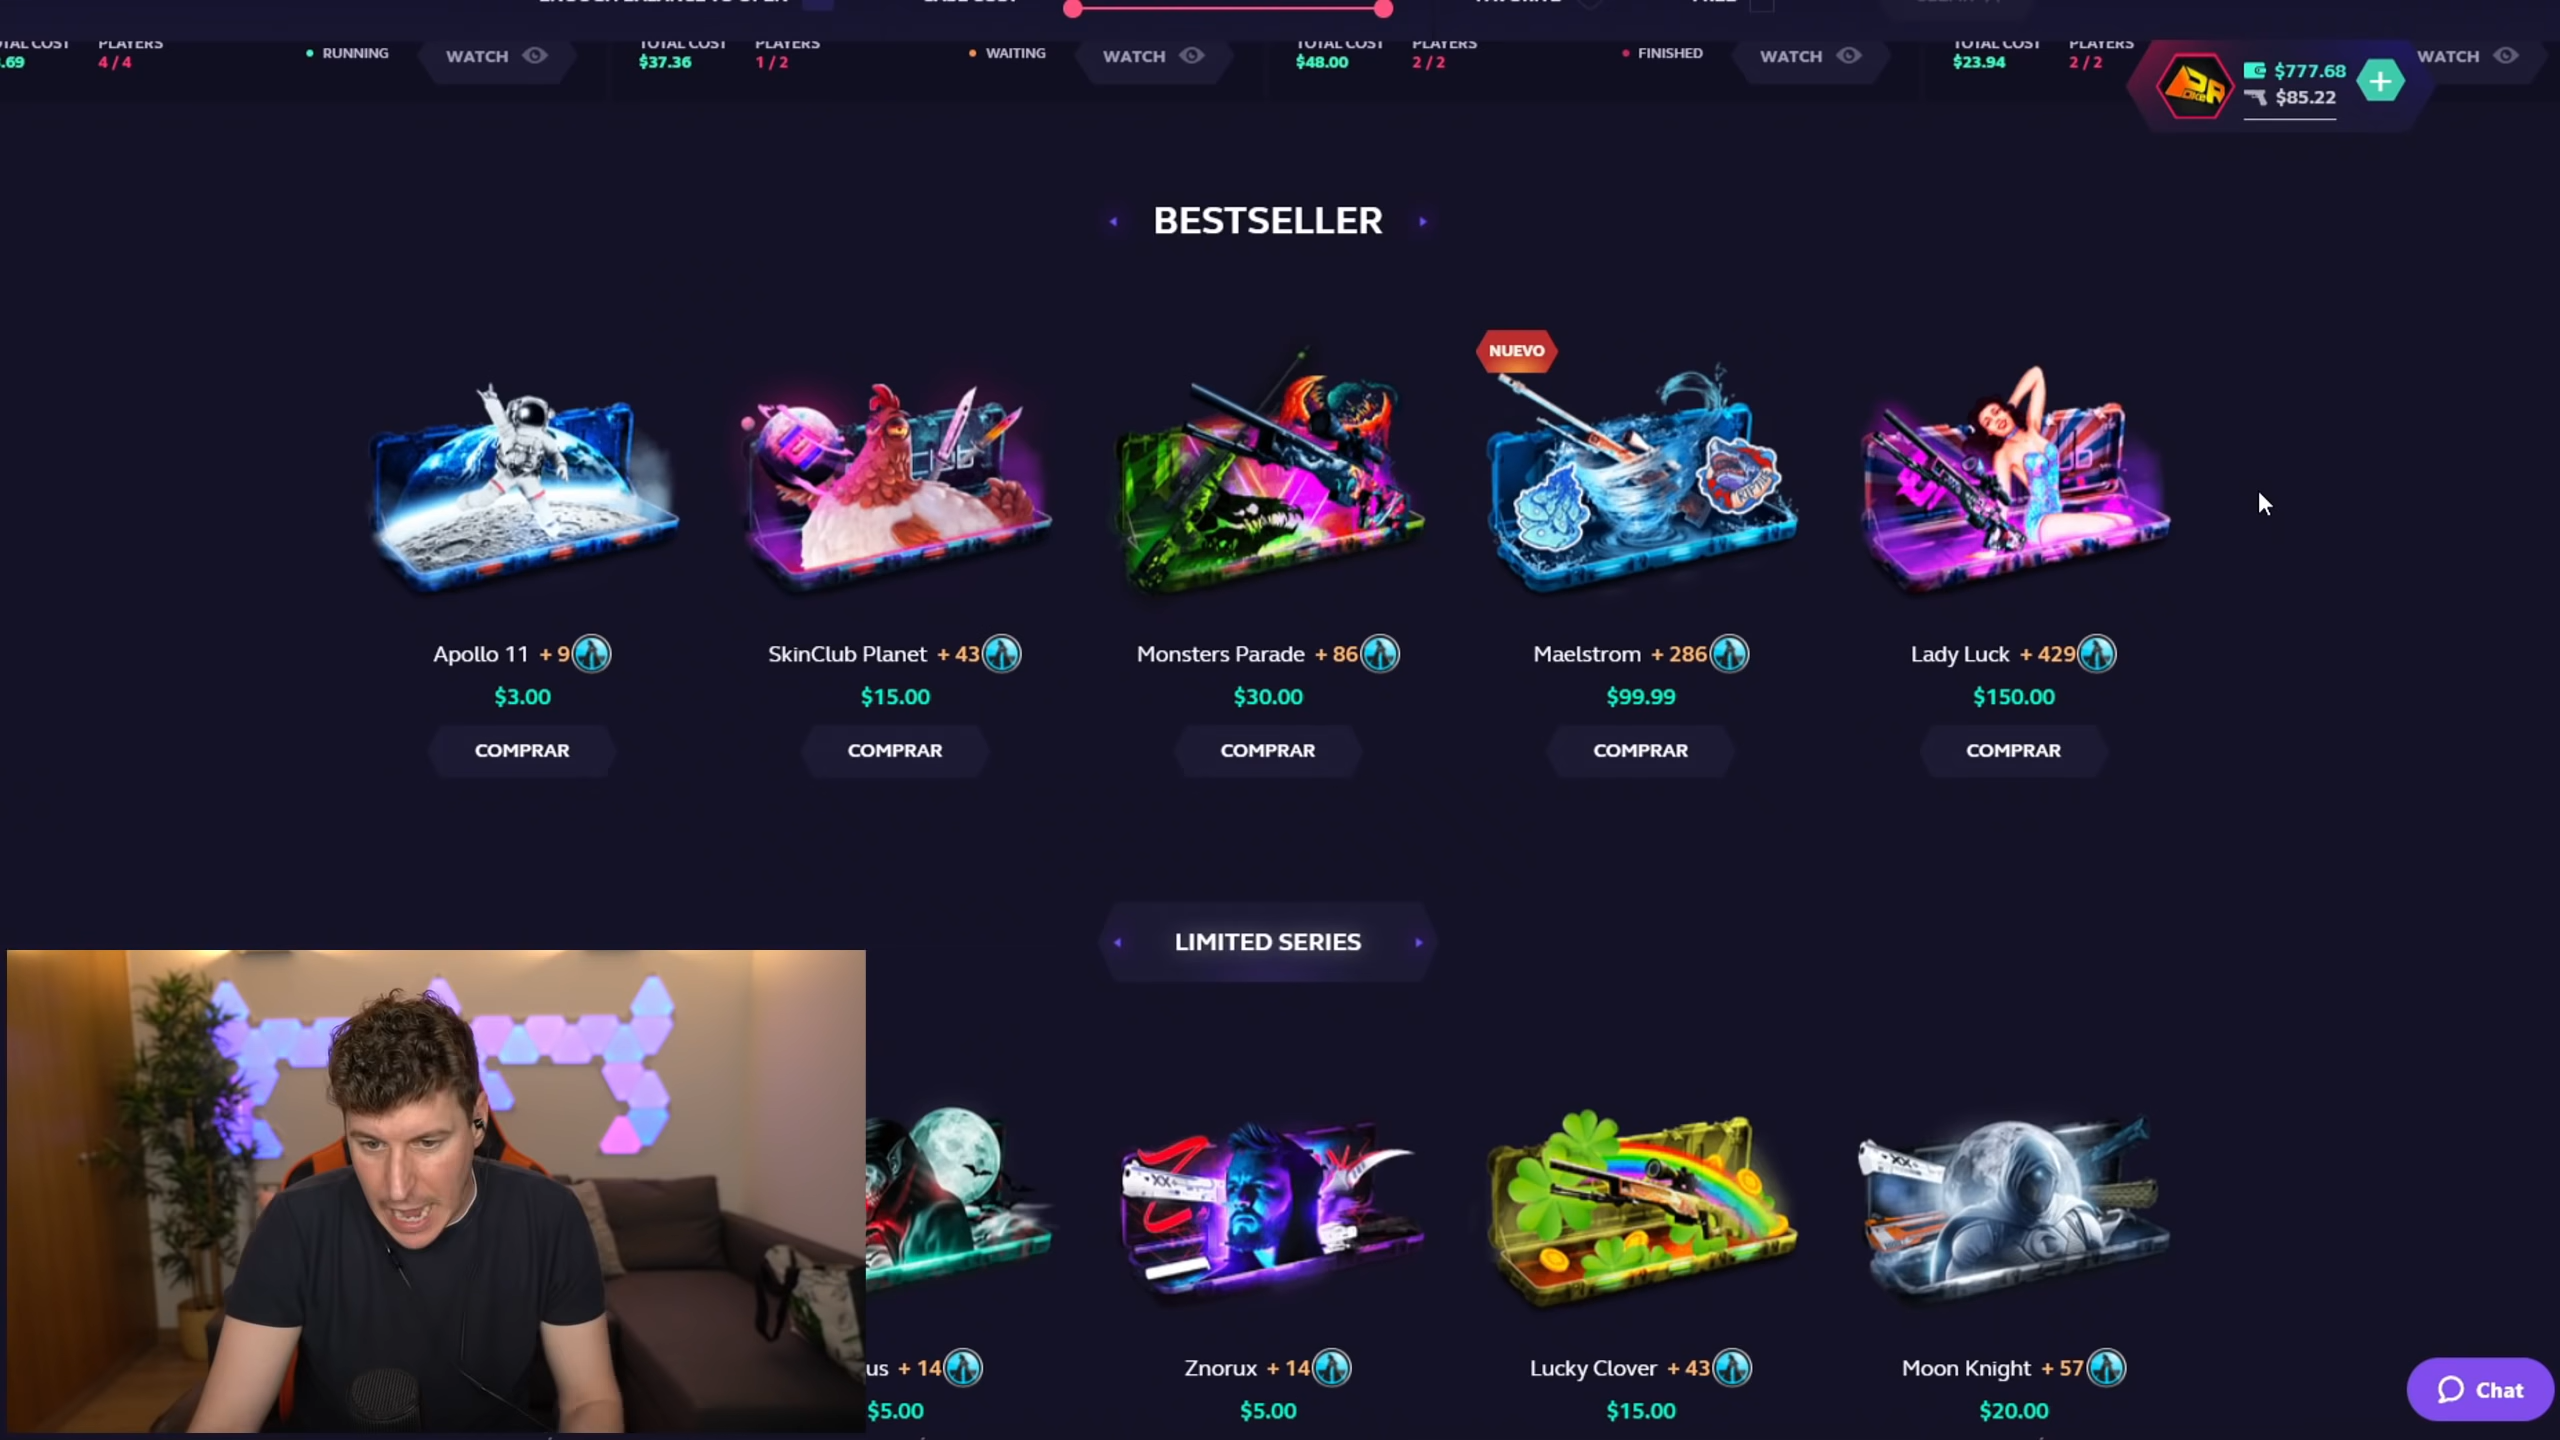 TOTAL COST PLAYERS
.69 4 / 4
RUNNING
WATCH
TOTAL COST PLAYERS
$37.36 1 / 2
WAITING
WATCH
TOTAL COST PLAYERS
$48.00 2 / 2
FINISHED
WATCH
TOTAL COST PLAYERS
$23.94 2 / 2
WATCH
$777.68
$85.22
BESTSELLER
NUEVO
Apollo 11 + 9
$3.00
COMPRAR
SkinClub Planet + 43
$15.00
COMPRAR
Monsters Parade + 86
$30.00
COMPRAR
Maelstrom + 286
$99.99
COMPRAR
Lady Luck + 429
$150.00
COMPRAR
LIMITED SERIES
us + 14
$5.00
Znorux + 14
$5.00
Lucky Clover + 43
$15.00
Moon Knight + 57
$20.00
Chat